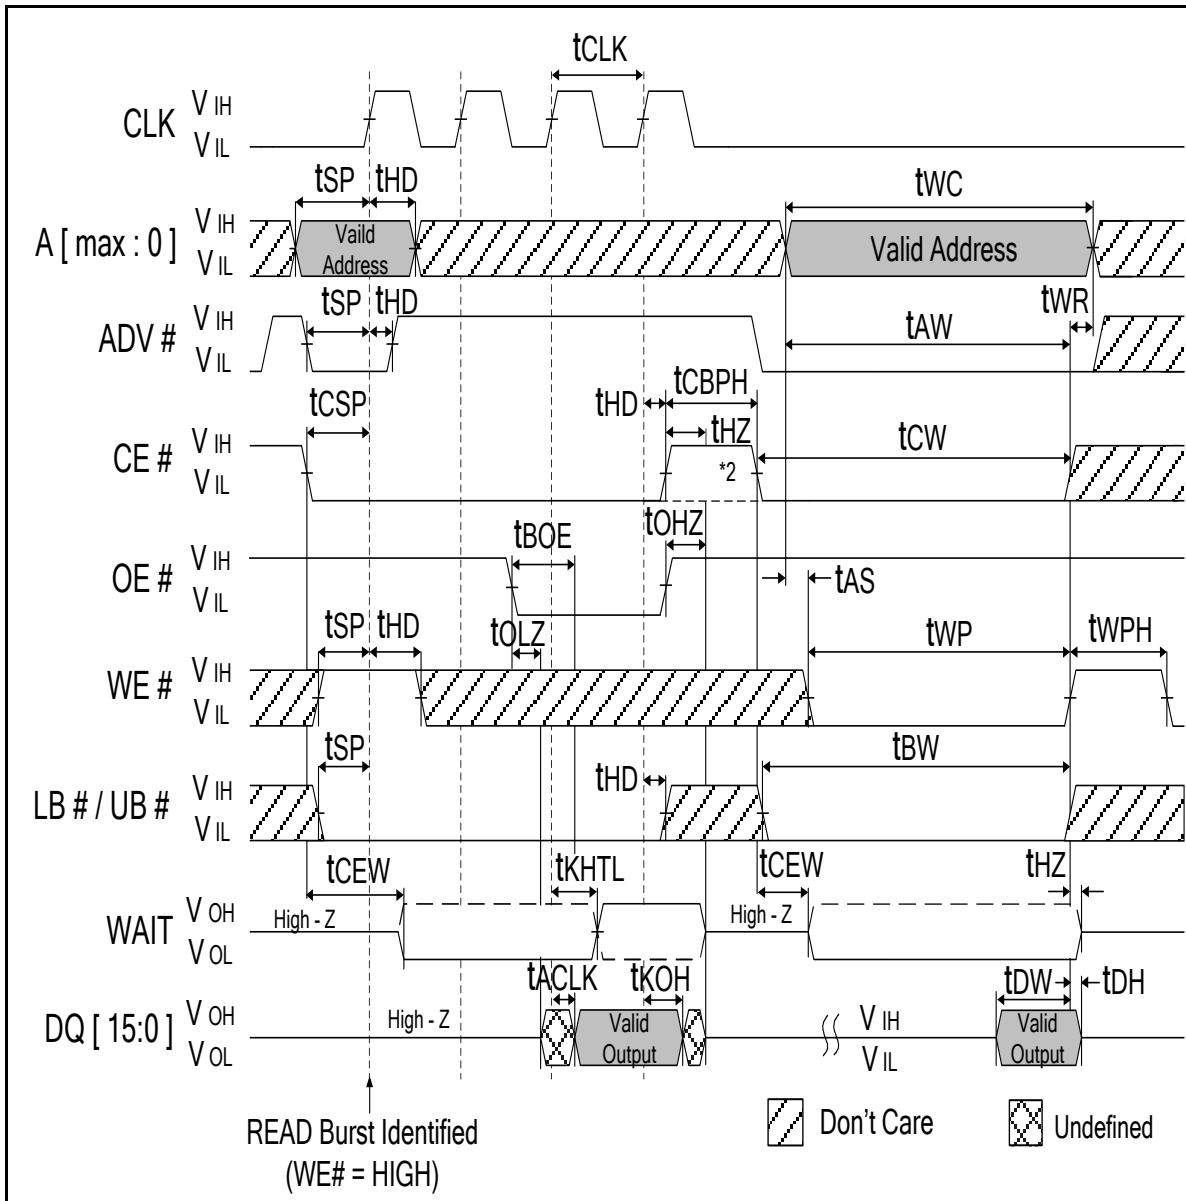 tCLK
CLK VIH
VIL
tSP tHD tWC
A [ max : 0 ] VIH
VIL
Vaild
Address
Valid Address
tSP tHD tWR
ADV # VIH
VIL
tAW
tCSP tHD tCBPH
tHZ
CE # VIH
VIL
*2
tCW
tBOE tOHZ
OE # VIH
VIL
tAS
tSP tHD tOLZ tWP tWPH
WE # VIH
VIL
tSP tHD tBW
LB # / UB # VIH
VIL
tCEW tKHTL tCEW tHZ
WAIT VOH
VOL
High - Z High - Z
tACLK tKOH tDW tDH
DQ [ 15:0 ] VOH
VOL
High - Z
Valid
Output
VIH
VIL
Valid
Output
READ Burst Identified
(WE# = HIGH)
Don't Care
Undefined